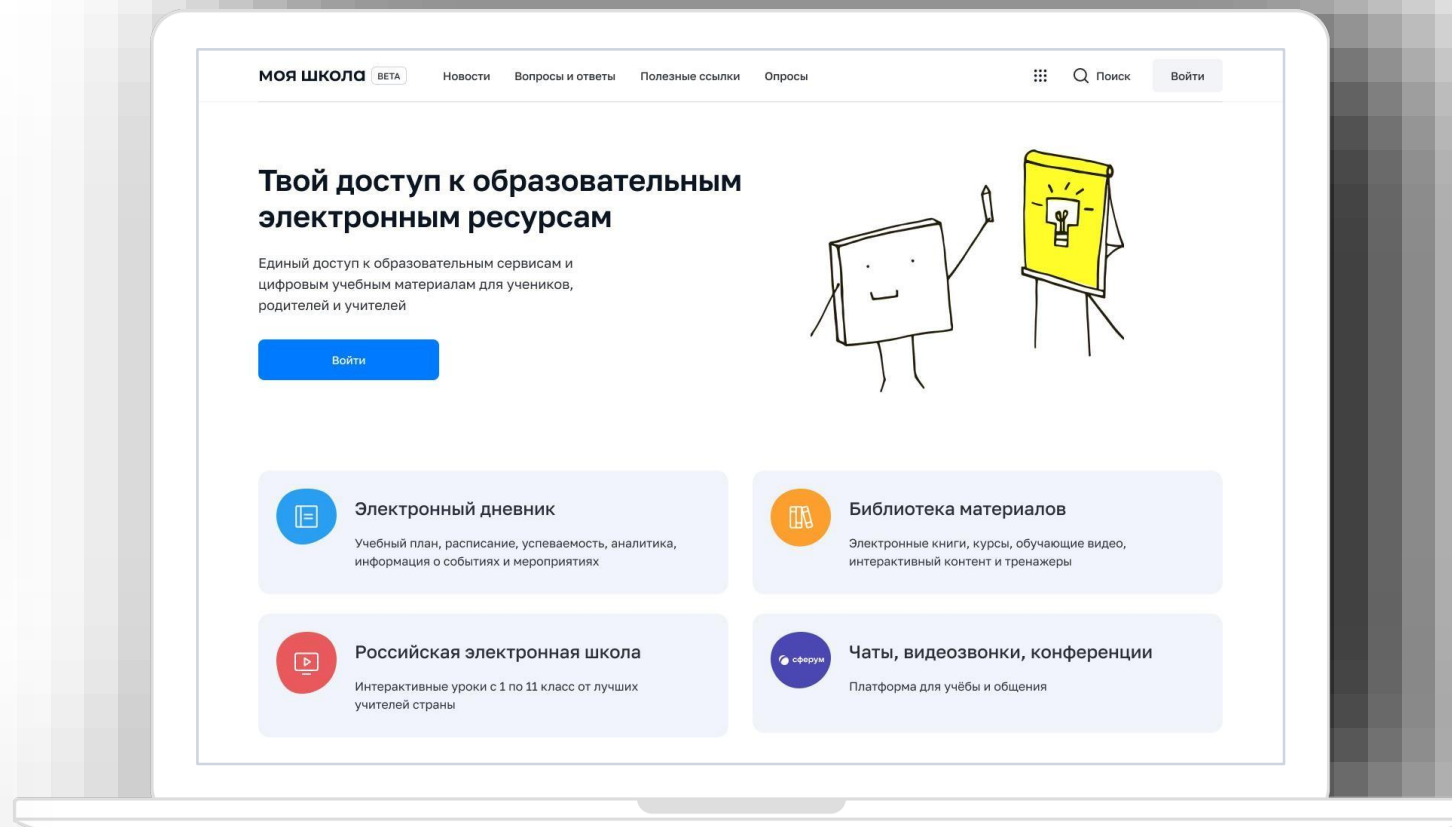 моя школа BETA Новости Вопросы и ответы Полезные ссылки Опросы Поиск Войти
Твой доступ к образовательным
электронным ресурсам
Единый доступ к образовательным сервисам и
цифровым учебным материалам для учеников,
родителей и учителей
Войти
Электронный дневник
Учебный план, расписание, успеваемость, аналитика,
информация о событиях и мероприятиях
Библиотека материалов
Электронные книги, курсы, обучающие видео,
интерактивный контент и тренажеры
Российская электронная школа
Интерактивные уроки с 1 по 11 класс от лучших
учителей страны
сферум
Чаты, видеозвонки, конференции
Платформа для учёбы и общения